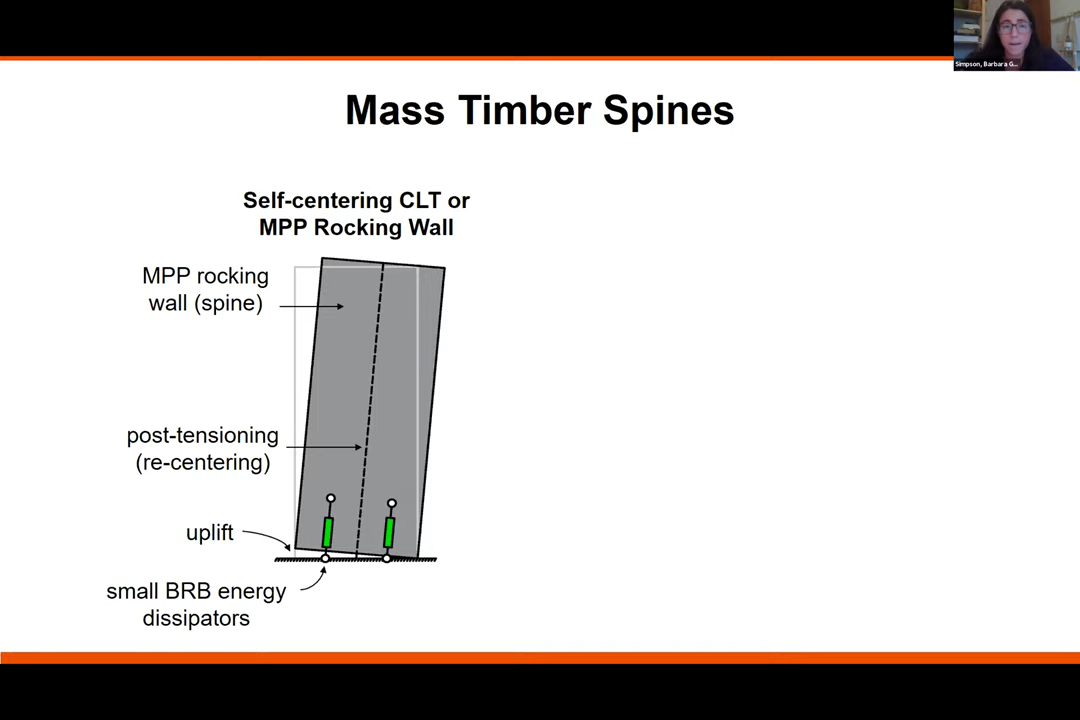 Simpson, Barbara G...
Mass Timber Spines
Self-centering CLT or
MPP Rocking Wall
MPP rocking
wall (spine)
post-tensioning
(re-centering)
uplift
small BRB energy
dissipators